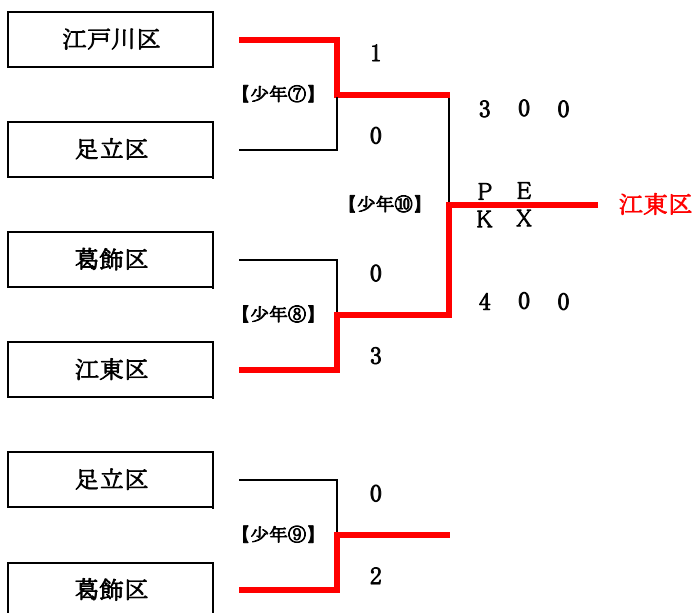 江戸川区
1
【少年⑦】
3 0 0
0
足立区
【少年⑩】
P E
K X
江東区
葛飾区
0
【少年⑧】
4 0 0
3
江東区
足立区
0
【少年⑨】
2
葛飾区